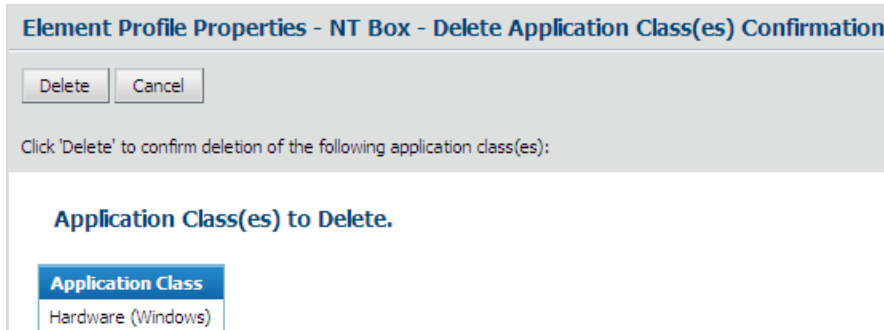 Element Profile Properties - NT Box - Delete Application Class(es) Confirmation
Delete Cancel
Click 'Delete' to confirm deletion of the following application class(es):
Application Class(es) to Delete.
Application Class
Hardware (Windows)